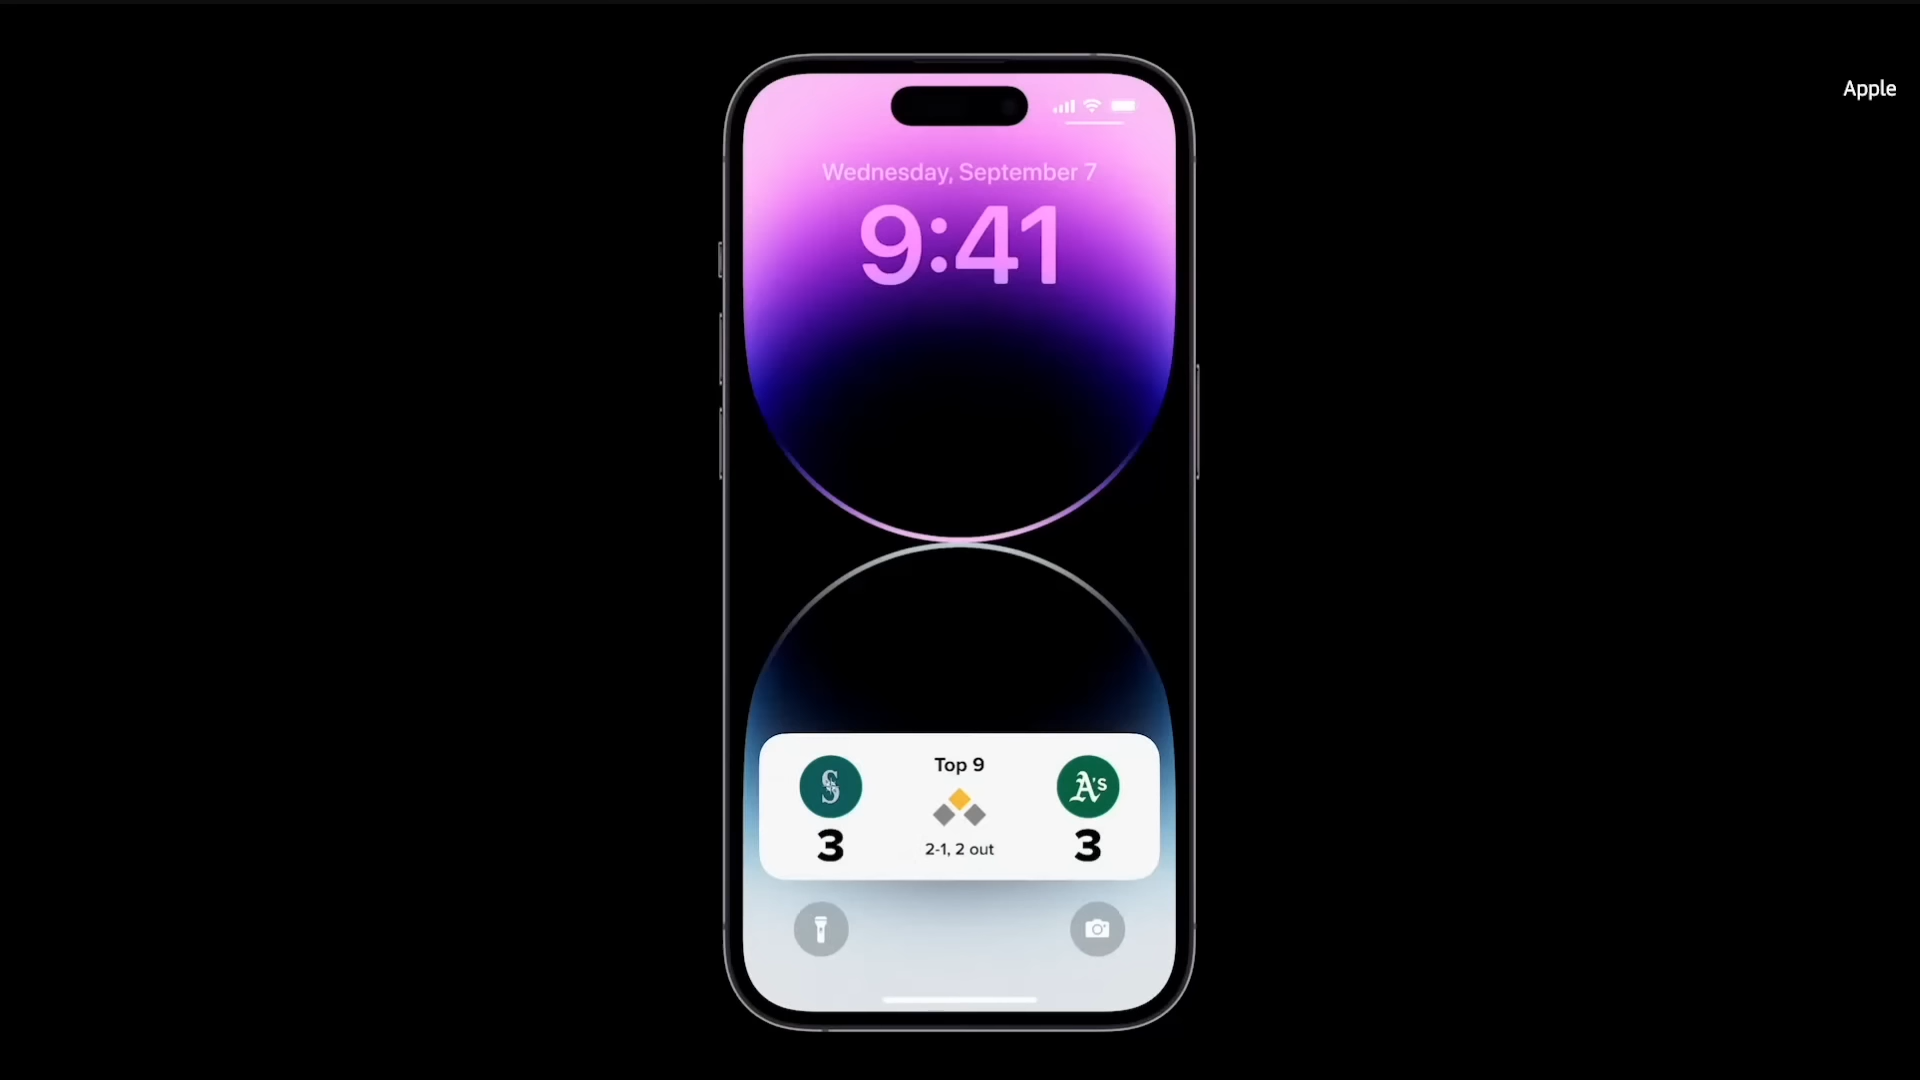 Apple
Wednesday, September 7
9:41
Top 9
S
A's
3
2-1, 2 out
3